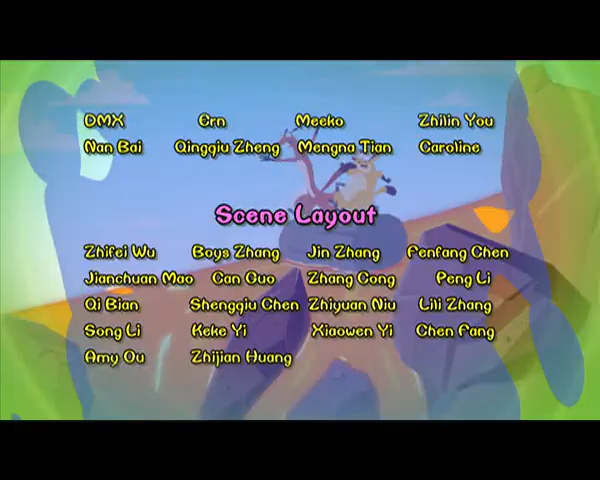 DMX Ern Meeko Zhilin You
Nan Bai Qingqiu Zheng Mengna Tian Caroline
Scene Layout
Zhifei Wu Boys Zhang Jin Zhang Fenfang Chen
Jianchuan Mao Can Guo Zhang Cong Peng Li
Qi Bian Shengqiu Chen Zhiyuan Niu Lili Zhang
Song Li Keke Yi Xiaowen Yi Chen Fang
Amy Ou Zhijian Huang